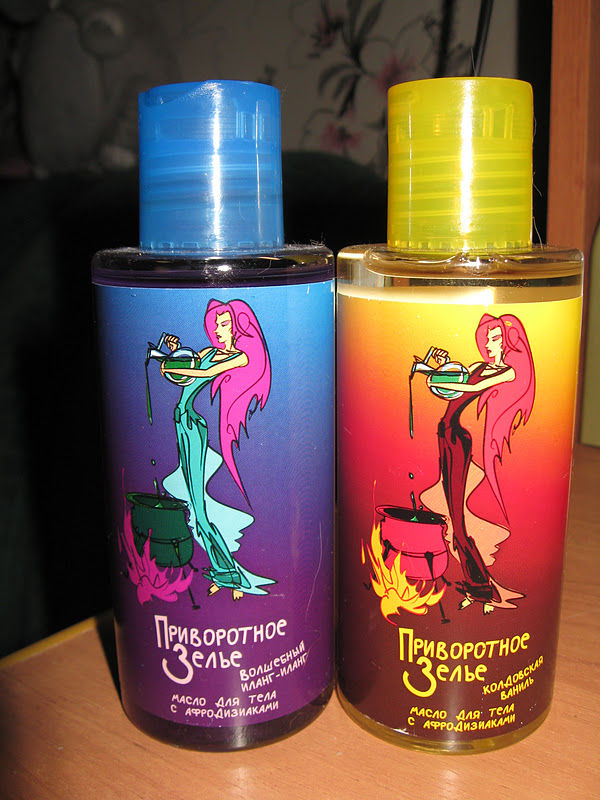 Приворотное
Зелье
волшебный
иланг-иланг
масло для тела
с афродизиаками
Приворотное
Зелье
колдовская
ваниль
масло для тела
с афродизиаками